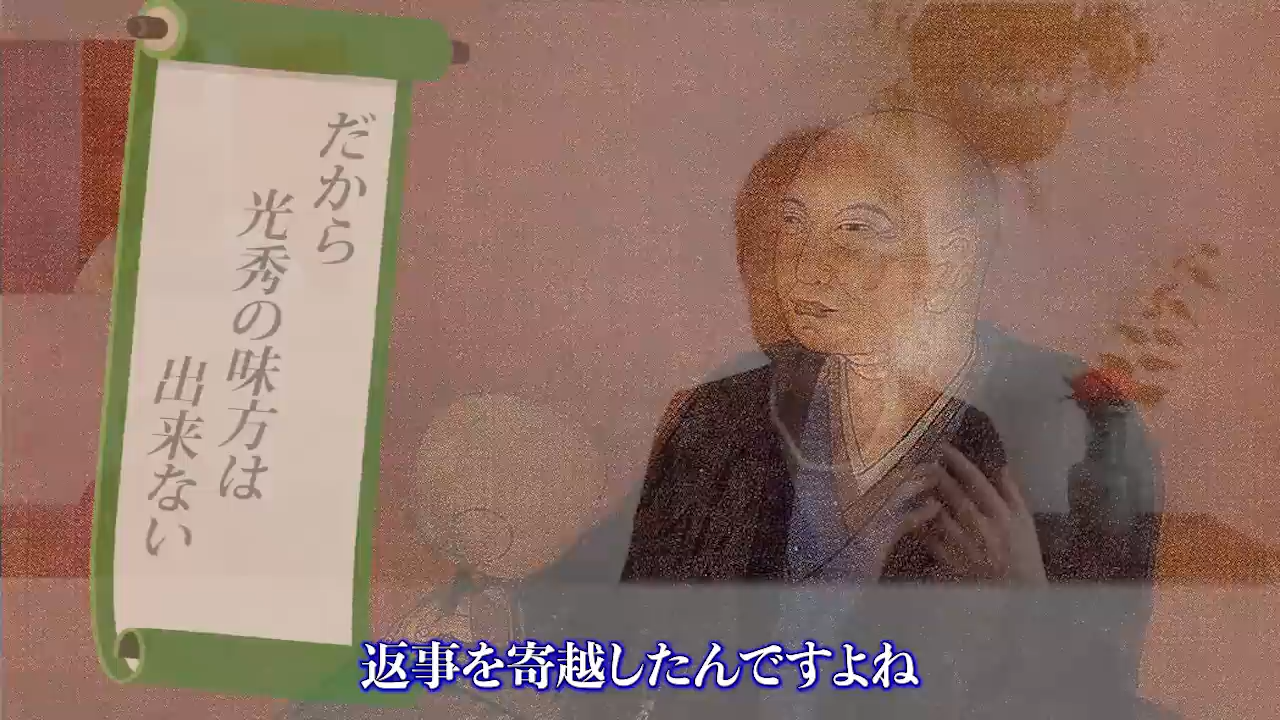 だから
光秀の味方は
出来ない
返事を寄越したんですよね